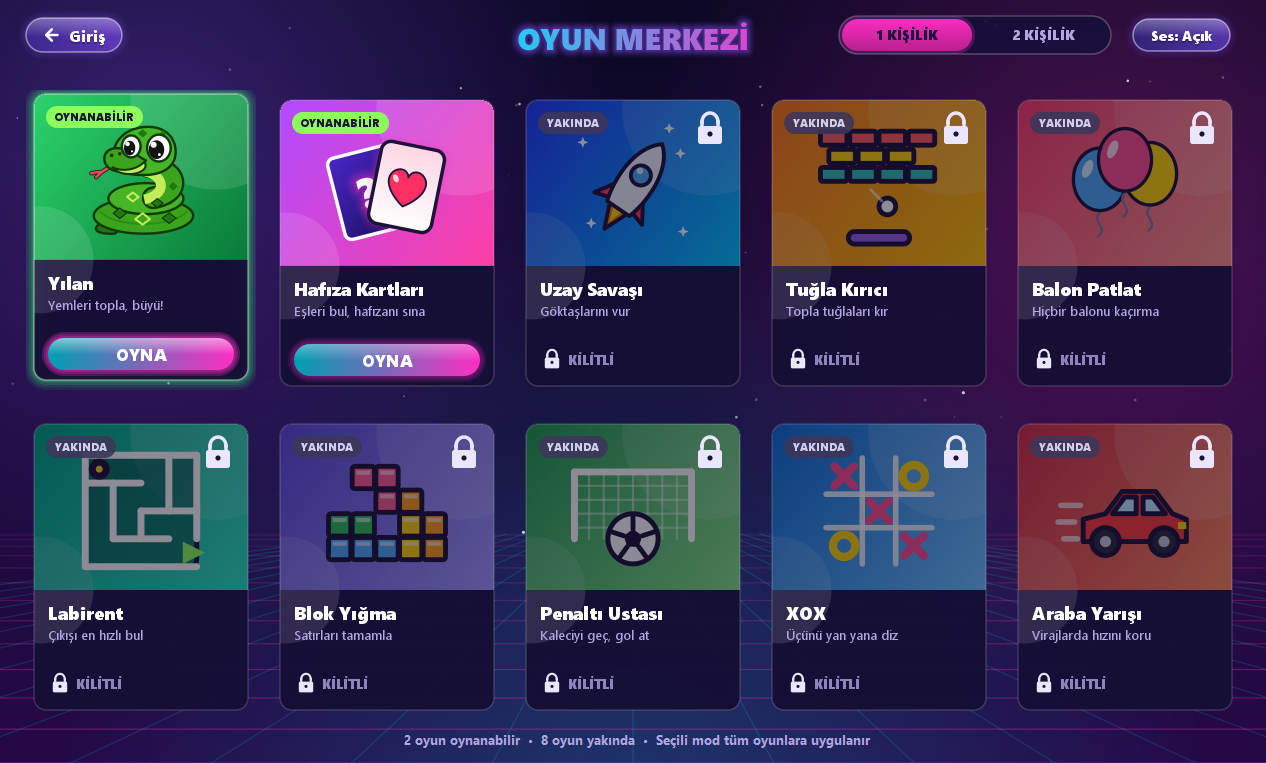 Giriş
OYUN MERKEZİ
1 KİŞİLİK
2 KİŞİLİK
Ses: Açık
OYNANABİLİR
Yılan
Yemleri topla, büyü!
OYNA
OYNANABİLİR
?
Hafıza Kartları
Eşleri bul, hafızanı sına
OYNA
YAKINDA
Uzay Savaşı
Göktaşlarını vur
KİLİTLİ
YAKINDA
Tuğla Kırıcı
Topla tuğlaları kır
KİLİTLİ
YAKINDA
Balon Patlat
Hiçbir balonu kaçırma
KİLİTLİ
YAKINDA
Labirent
Çıkışı en hızlı bul
KİLİTLİ
YAKINDA
Blok Yığma
Satırları tamamla
KİLİTLİ
YAKINDA
Penaltı Ustası
Kaleciyi geç, gol at
KİLİTLİ
YAKINDA
XOX
Üçünü yan yana diz
KİLİTLİ
YAKINDA
Araba Yarışı
Virajlarda hızını koru
KİLİTLİ
2 oyun oynanabilir • 8 oyun yakında • Seçili mod tüm oyunlara uygulanır